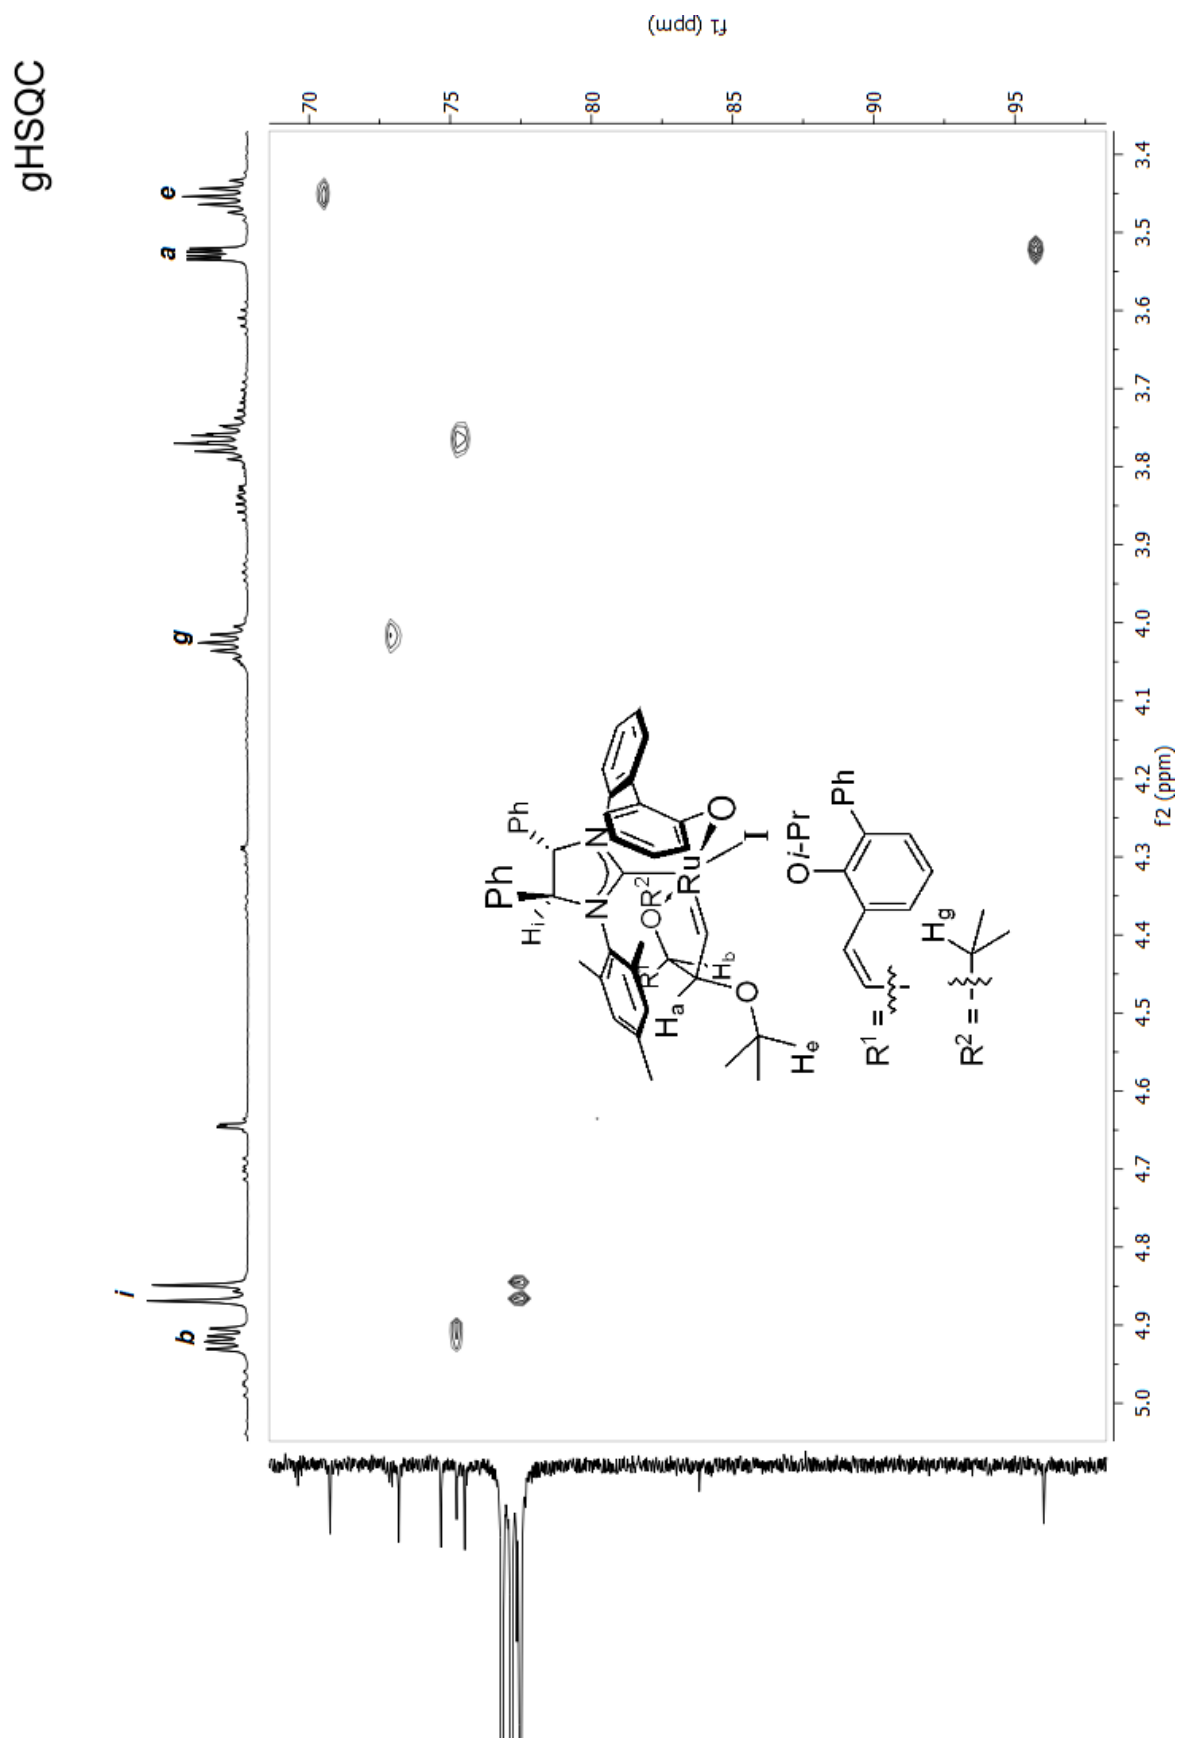 gHSQC
b
i
g
a
e
5.0
4.9
4.8
4.7
4.6
4.5
4.4
4.3
4.2
4.1
4.0
3.9
3.8
3.7
3.6
3.5
3.4
f2 (ppm)
70
75
80
85
90
95
f1 (ppm)
Ph
Ph
Hi
N
N
R1
OR2
Ru
O
I
Ha
Hb
O
He
R1 =
Oi-Pr
Ph
R2 =
Hg